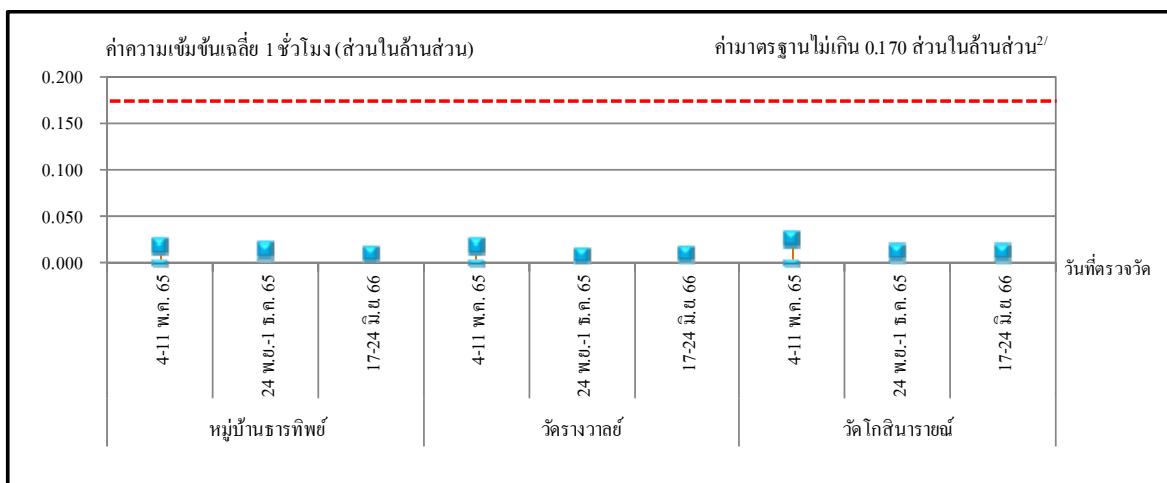 ค่าความเข้มข้นเฉลี่ย 1 ชั่วโมง (ส่วนในล้านส่วน) ค่ามาตรฐานไม่เกิน 0.170 ส่วนในล้านส่วน2/
0.200
0.150
0.100
0.050
0.000
วันที่ตรวจวัด
4-11 พ.ค. 65
24 พ.ย.-1 ธ.ค. 65
17-24 มิ.ย. 66
4-11 พ.ค. 65
24 พ.ย.-1 ธ.ค. 65
17-24 มิ.ย. 66
4-11 พ.ค. 65
24 พ.ย.-1 ธ.ค. 65
17-24 มิ.ย. 66
หมู่บ้านธารทิพย์ วัดรางวาลย์ วัดโกสินารายณ์